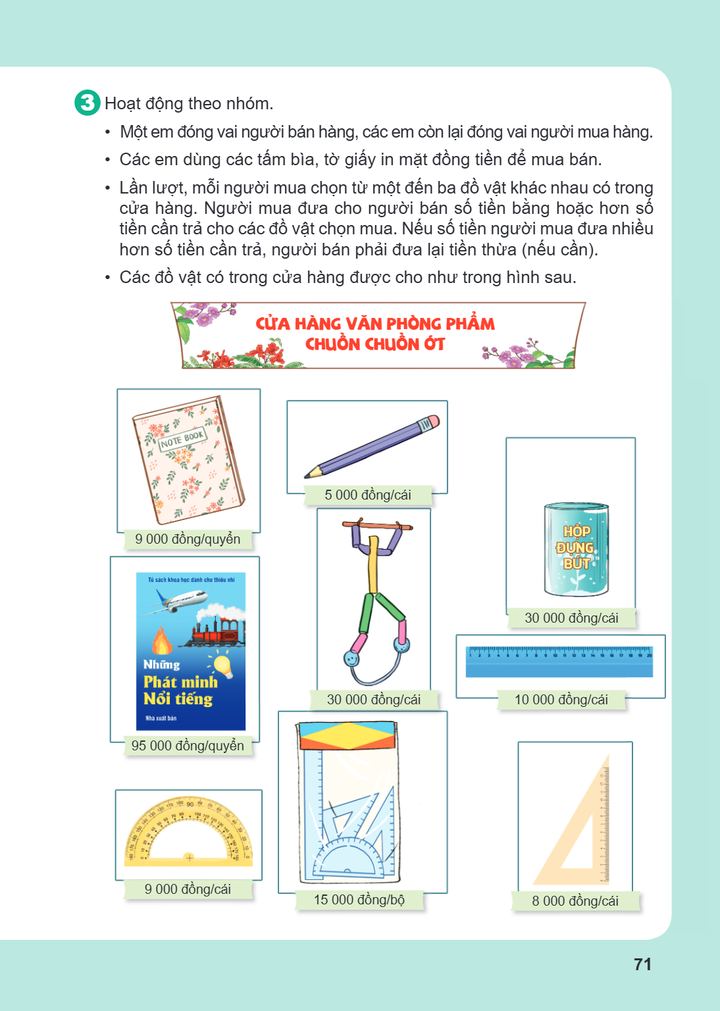 3 Hoạt động theo nhóm.
• Một em đóng vai người bán hàng, các em còn lại đóng vai người mua hàng.
• Các em dùng các tấm bìa, tờ giấy in mặt đồng tiền để mua bán.
• Lần lượt, mỗi người mua chọn từ một đến ba đồ vật khác nhau có trong
cửa hàng. Người mua đưa cho người bán số tiền bằng hoặc hơn số
tiền cần trả cho các đồ vật chọn mua. Nếu số tiền người mua đưa nhiều
hơn số tiền cần trả, người bán phải đưa lại tiền thừa (nếu cần).
• Các đồ vật có trong cửa hàng được cho như trong hình sau.
CỬA HÀNG VĂN PHÒNG PHẨM
CHUỒN CHUỒN ỚT
NOTE BOOK
9 000 đồng/quyển
5 000 đồng/cái
HỘP
ĐỰNG
BÚT
30 000 đồng/cái
Tủ sách khoa học dành cho thiếu nhi
Những
Phát minh
Nổi tiếng
Nhà xuất bản
95 000 đồng/quyển
30 000 đồng/cái
10 000 đồng/cái
9 000 đồng/cái
15 000 đồng/bộ
8 000 đồng/cái
71